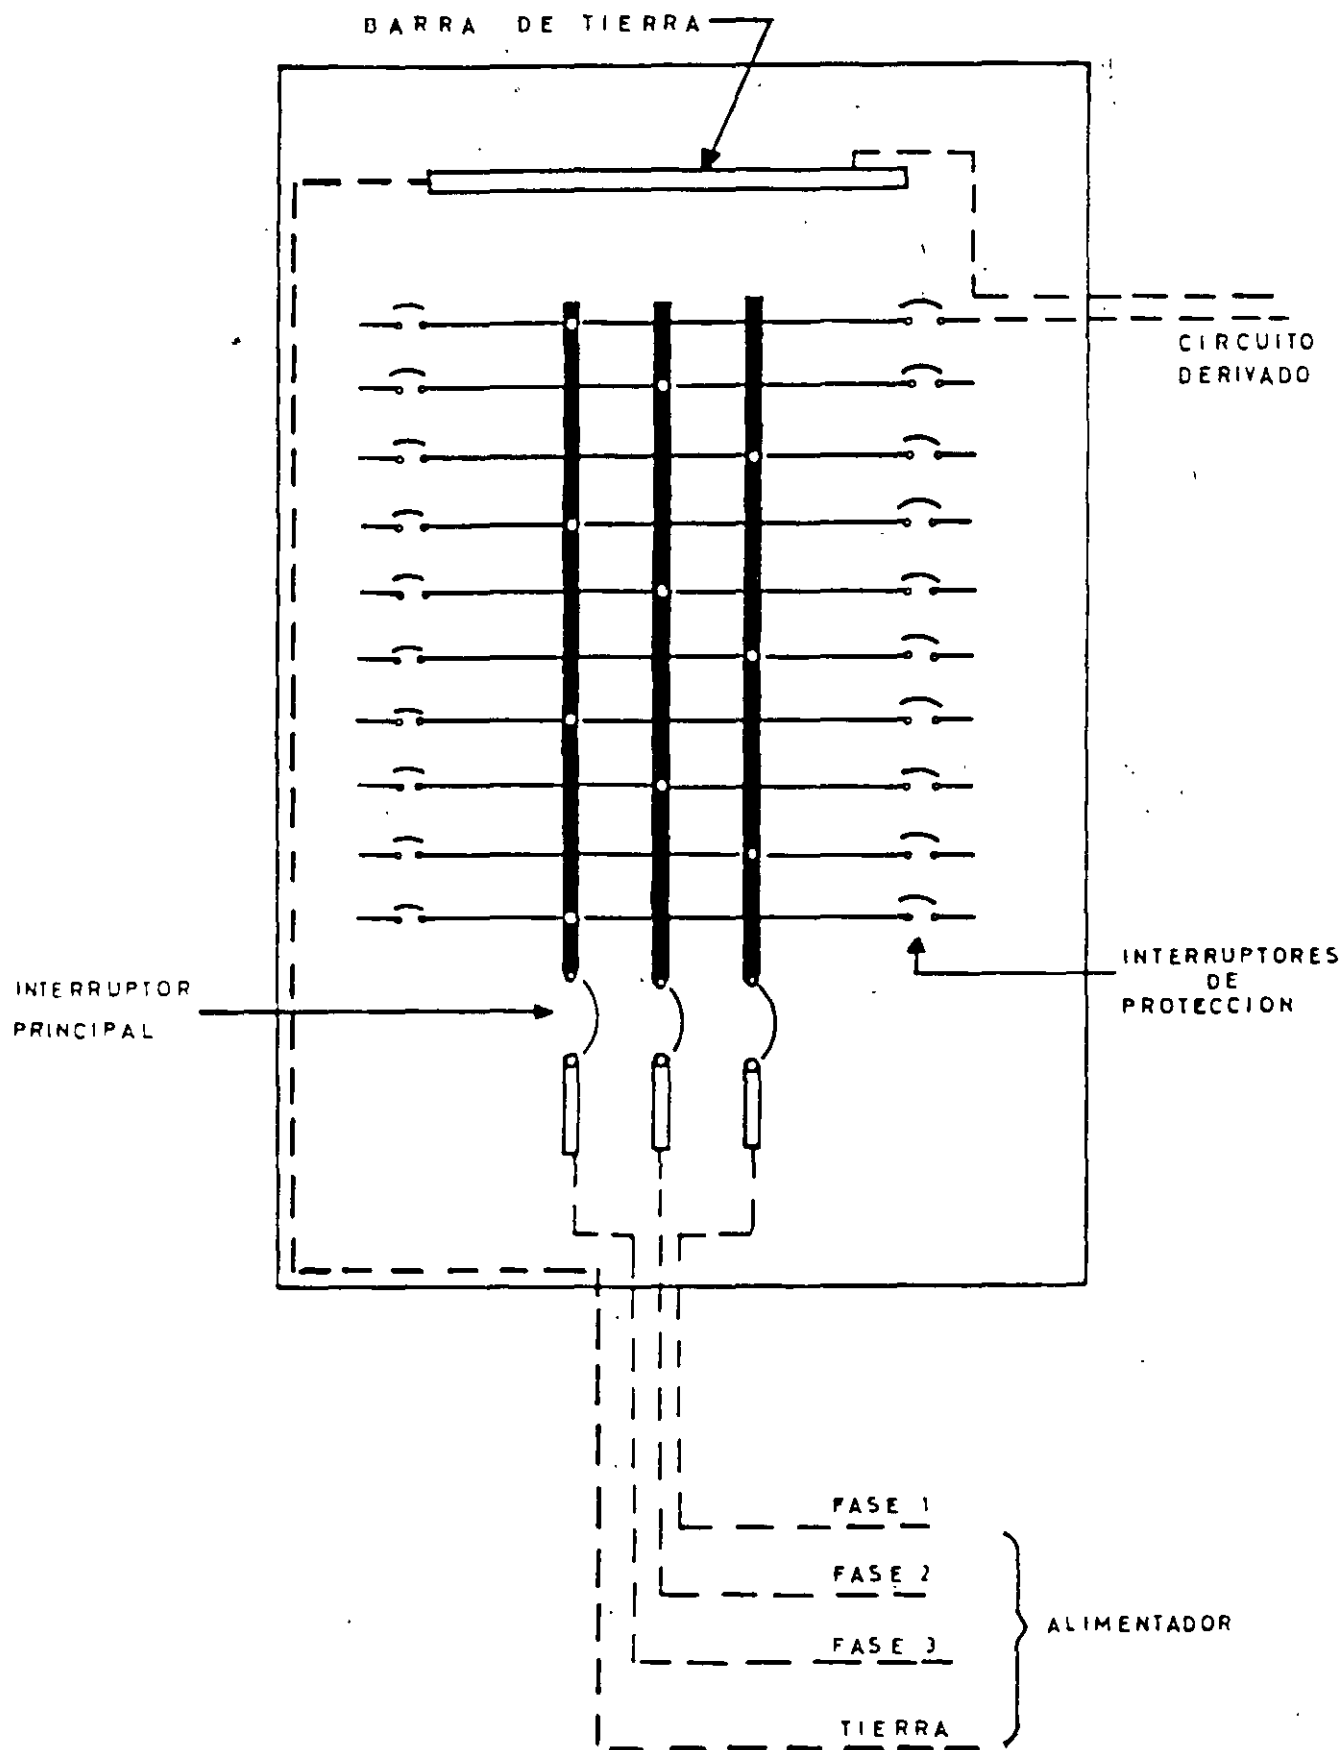 BARRA DE TIERRA
CIRCUITO
DERIVADO
INTERRUPTORES
DE
PROTECCION
INTERRUPTOR
PRINCIPAL
FASE 1
FASE 2
FASE 3
ALIMENTADOR
TIERRA